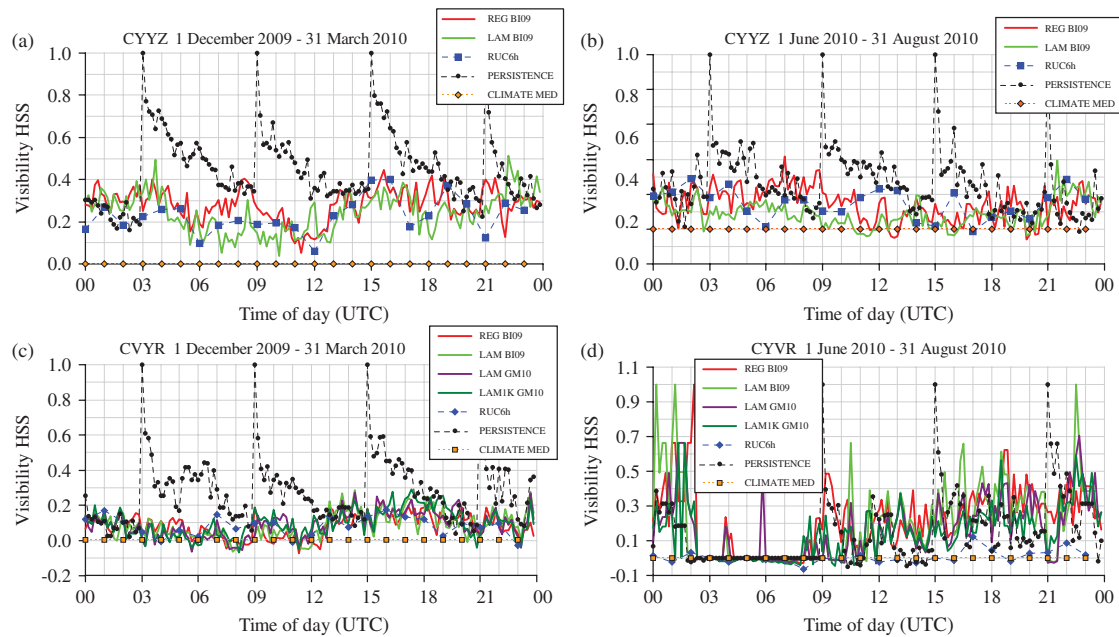 (a) CYYZ 1 December 2009 - 31 March 2010
REG BI09
LAM BI09
RUC6h
PERSISTENCE
CLIMATE MED
Visibility HSS
1.0
0.8
0.6
0.4
0.2
0.0
00 03 06 09 12 15 18 21 00
Time of day (UTC)
(b) CYYZ 1 June 2010 - 31 August 2010
REG BI09
LAM BI09
RUC6h
PERSISTENCE
CLIMATE MED
Visibility HSS
1.0
0.8
0.6
0.4
0.2
0.0
00 03 06 09 12 15 18 21 00
Time of day (UTC)
(c) CVYR 1 December 2009 - 31 March 2010
REG BI09
LAM BI09
LAM GM10
LAM1K GM10
RUC6h
PERSISTENCE
CLIMATE MED
Visibility HSS
1.0
0.8
0.6
0.4
0.2
0.0
-0.2
00 03 06 09 12 15 18 21 00
Time of day (UTC)
(d) CYVR 1 June 2010 - 31 August 2010
REG BI09
LAM BI09
LAM GM10
LAM1K GM10
RUC6h
PERSISTENCE
CLIMATE MED
Visibility HSS
1.1
0.9
0.7
0.5
0.3
0.1
-0.1
00 03 06 09 12 15 18 21 00
Time of day (UTC)